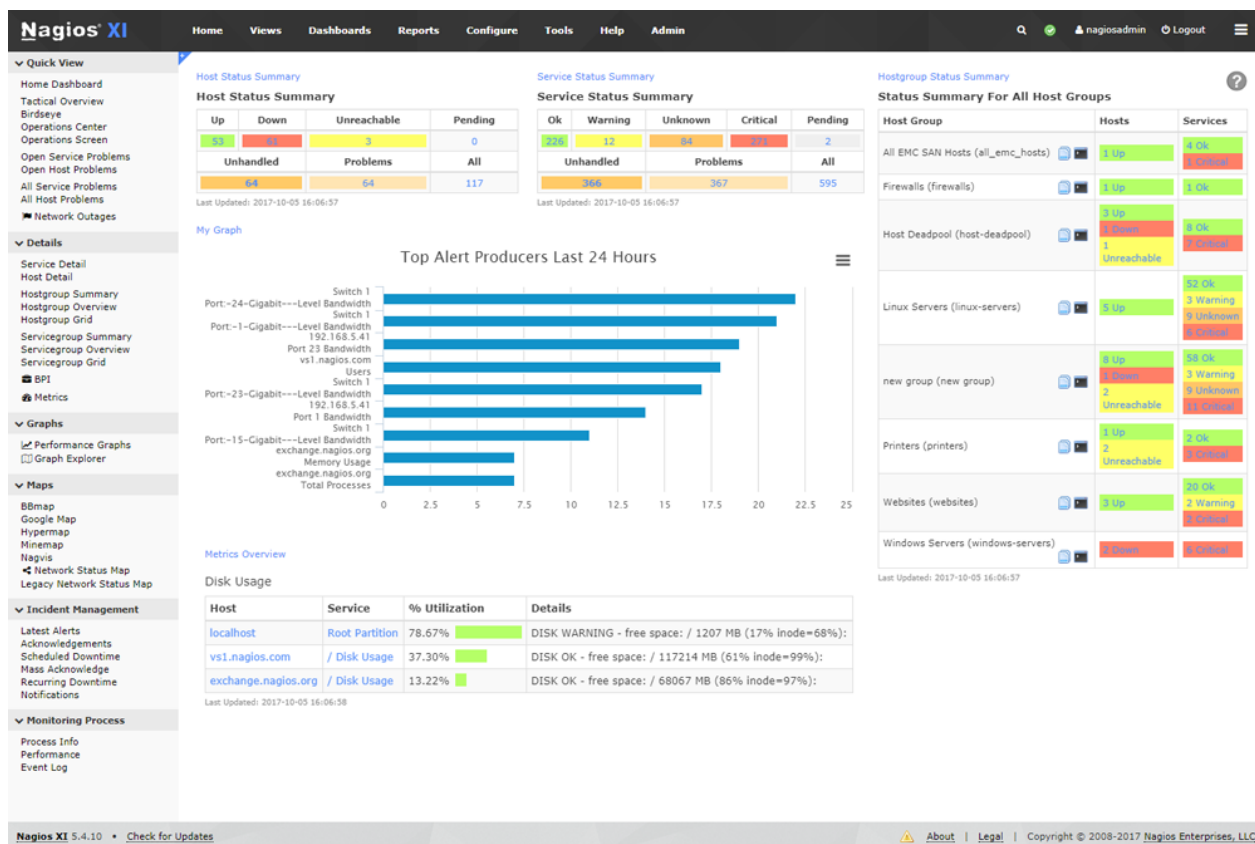 Nagios® XI
Home Views Dashboards Reports Configure Tools Help Admin
nagiosadmin Logout
Quick View
Home Dashboard
Tactical Overview
Birdseye
Operations Center
Operations Screen
Open Service Problems
Open Host Problems
All Service Problems
All Host Problems
Network Outages
Details
Service Detail
Host Detail
Hostgroup Summary
Hostgroup Overview
Hostgroup Grid
Servicegroup Summary
Servicegroup Overview
Servicegroup Grid
BPI
Metrics
Graphs
Performance Graphs
Graph Explorer
Maps
BBmap
Google Map
Hypermap
Minemap
Nagvis
Network Status Map
Legacy Network Status Map
Incident Management
Latest Alerts
Acknowledgements
Scheduled Downtime
Mass Acknowledge
Recurring Downtime
Notifications
Monitoring Process
Process Info
Performance
Event Log
Host Status Summary
Host Status Summary
Up Down Unreachable Pending
53 61 3 0
Unhandled Problems All
64 64 117
Last Updated: 2017-10-05 16:06:57
Service Status Summary
Service Status Summary
Ok Warning Unknown Critical Pending
226 12 84 271 2
Unhandled Problems All
366 367 595
Last Updated: 2017-10-05 16:06:57
My Graph
Top Alert Producers Last 24 Hours
Switch 1
Port:-24-Gigabit---Level Bandwidth
Switch 1
Port:-1-Gigabit---Level Bandwidth
192.168.5.41
Port 23 Bandwidth
vs1.nagios.com
Users
Switch 1
Port:-23-Gigabit---Level Bandwidth
192.168.5.41
Port 1 Bandwidth
Switch 1
Port:-15-Gigabit---Level Bandwidth
exchange.nagios.org
Memory Usage
exchange.nagios.org
Total Processes
0 2.5 5 7.5 10 12.5 15 17.5 20 22.5 25
Metrics Overview
Disk Usage
Host Service % Utilization Details
localhost Root Partition 78.67% DISK WARNING - free space: / 1207 MB (17% inode=68%):
vs1.nagios.com / Disk Usage 37.30% DISK OK - free space: / 117214 MB (61% inode=99%):
exchange.nagios.org / Disk Usage 13.22% DISK OK - free space: / 68067 MB (86% inode=97%):
Last Updated: 2017-10-05 16:06:58
Hostgroup Status Summary
?
Status Summary For All Host Groups
Host Group Hosts Services
All EMC SAN Hosts (all_emc_hosts) 1 Up 4 Ok
1 Critical
Firewalls (firewalls) 1 Up 1 Ok
Host Deadpool (host-deadpool) 3 Up
1 Down
1
Unreachable
8 Ok
7 Critical
Linux Servers (linux-servers) 5 Up
52 Ok
3 Warning
9 Unknown
6 Critical
new group (new group) 8 Up
1 Down
2
Unreachable
58 Ok
3 Warning
9 Unknown
11 Critical
Printers (printers) 1 Up
2
Unreachable
2 Ok
Critical
Websites (websites) 3 Up
20 Ok
2 Warning
2 Critical
Windows Servers (windows-servers) 2 Down 6 Critical
Last Updated: 2017-10-05 16:06:57
Nagios XI 5.4.10 • Check for Updates
About | Legal | Copyright © 2008-2017 Nagios Enterprises, LLC